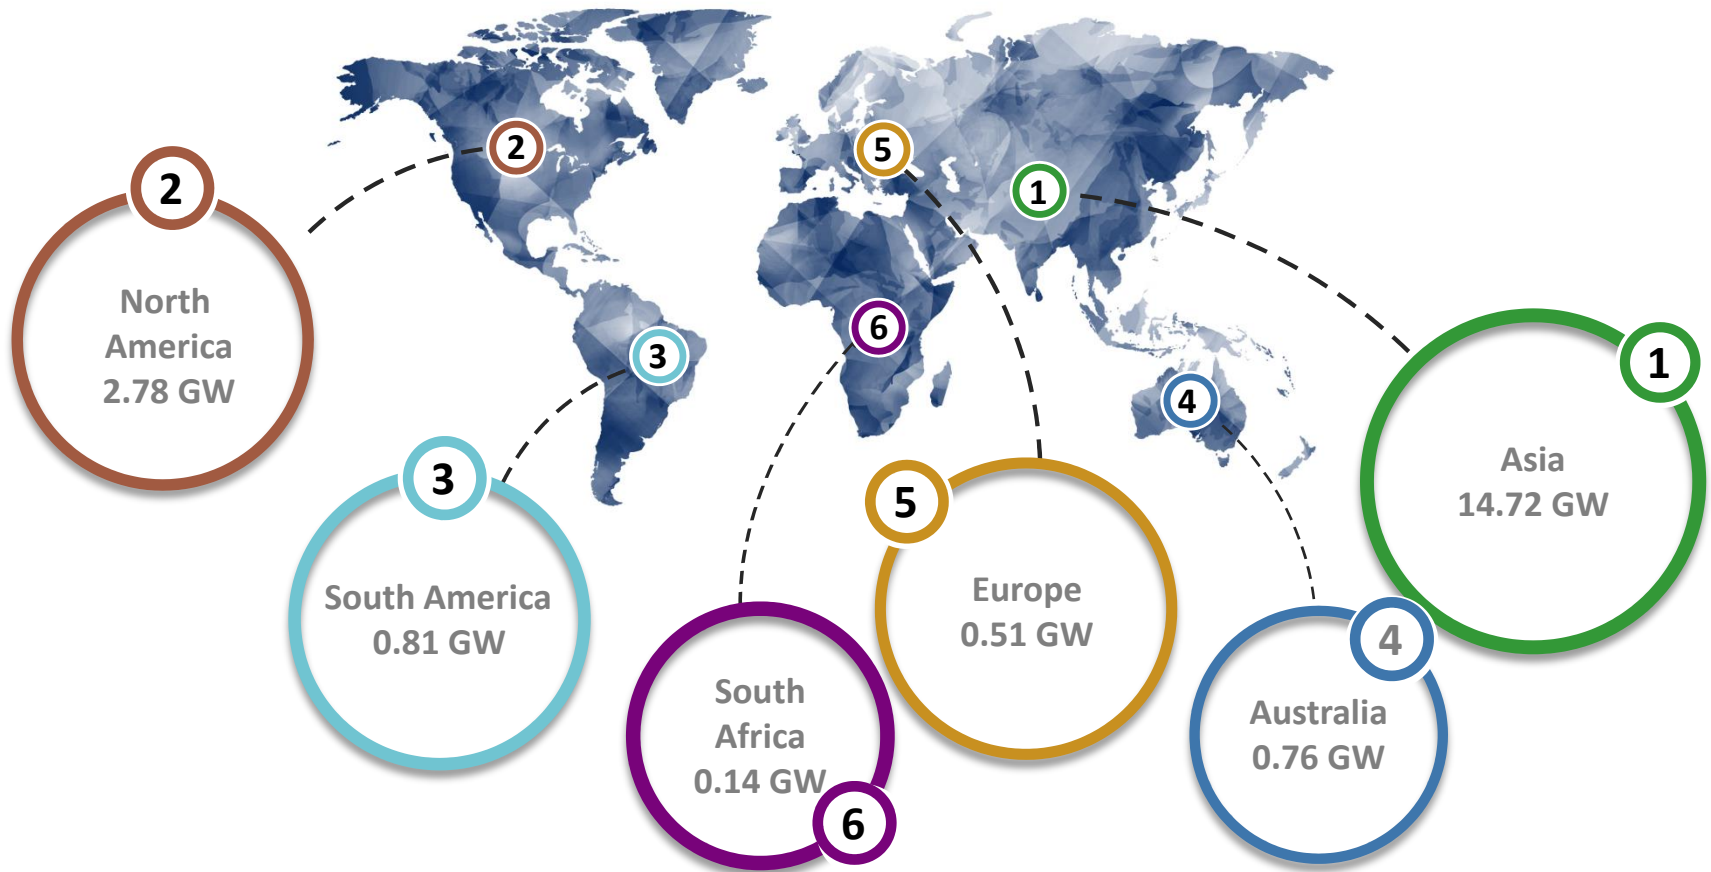 2
5
1
2
6
3
4
North
America
2.78 GW
1
Asia
14.72 GW
3
South America
0.81 GW
5
Europe
0.51 GW
4
Australia
0.76 GW
South
Africa
0.14 GW
6